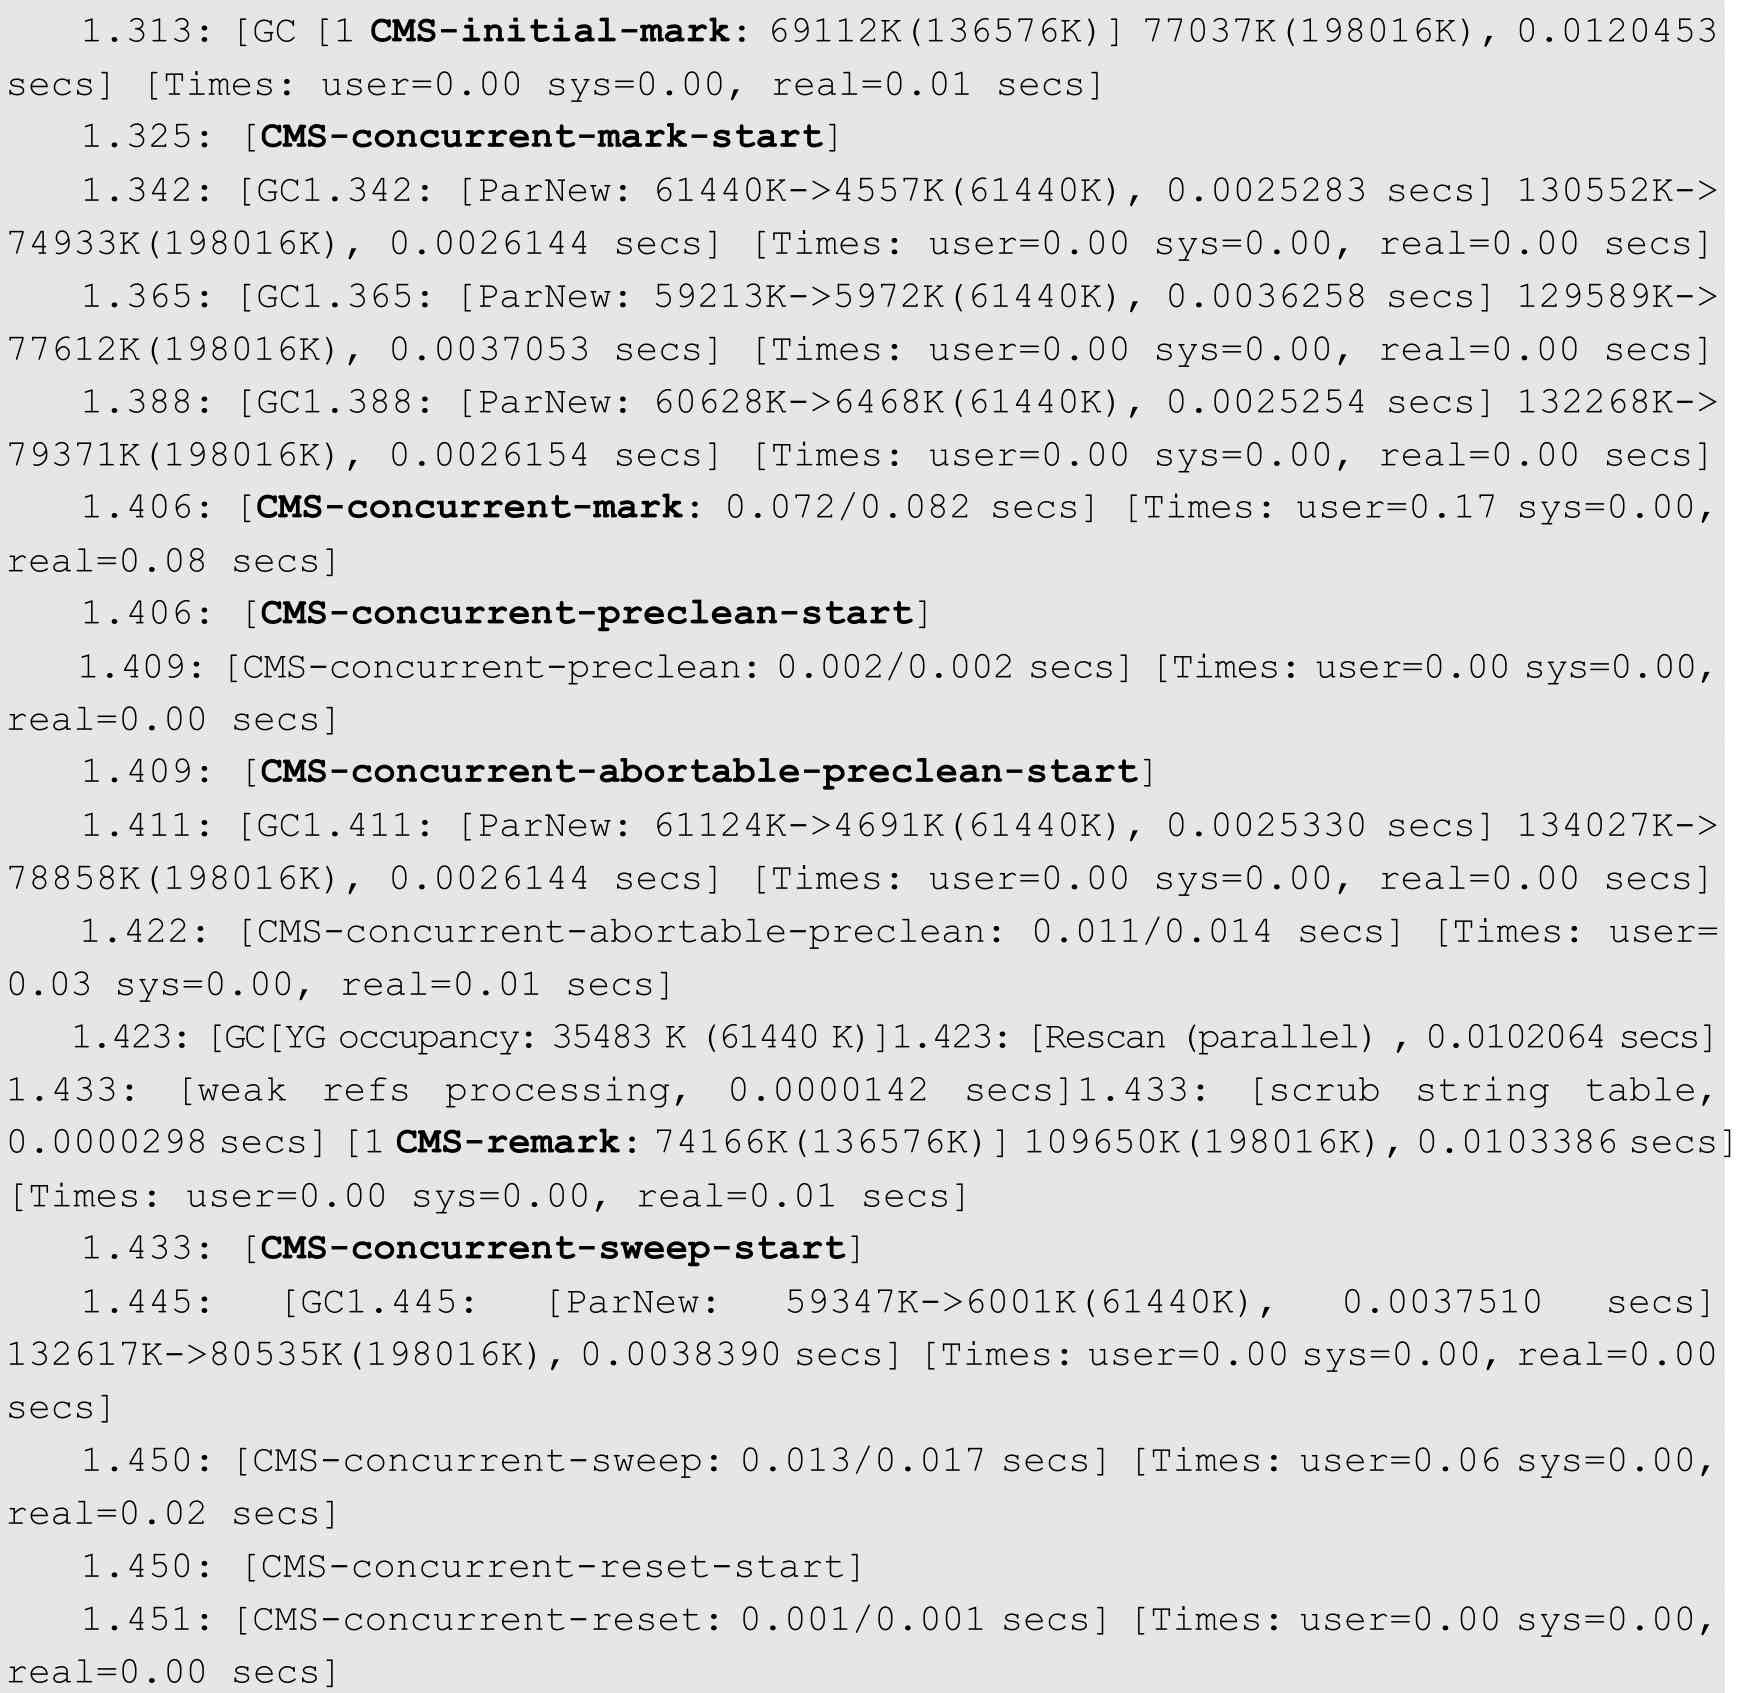 1.313: [GC [1 CMS-initial-mark: 69112K(136576K)] 77037K(198016K), 0.0120453
secs] [Times: user=0.00 sys=0.00, real=0.01 secs]
1.325: [CMS-concurrent-mark-start]
1.342: [GC1.342: [ParNew: 61440K->4557K(61440K), 0.0025283 secs] 130552K->
74933K(198016K), 0.0026144 secs] [Times: user=0.00 sys=0.00, real=0.00 secs]
1.365: [GC1.365: [ParNew: 59213K->5972K(61440K), 0.0036258 secs] 129589K->
77612K(198016K), 0.0037053 secs] [Times: user=0.00 sys=0.00, real=0.00 secs]
1.388: [GC1.388: [ParNew: 60628K->6468K(61440K), 0.0025254 secs] 132268K->
79371K(198016K), 0.0026154 secs] [Times: user=0.00 sys=0.00, real=0.00 secs]
1.406: [CMS-concurrent-mark: 0.072/0.082 secs] [Times: user=0.17 sys=0.00,
real=0.08 secs]
1.406: [CMS-concurrent-preclean-start]
1.409: [CMS-concurrent-preclean: 0.002/0.002 secs] [Times: user=0.00 sys=0.00,
real=0.00 secs]
1.409: [CMS-concurrent-abortable-preclean-start]
1.411: [GC1.411: [ParNew: 61124K->4691K(61440K), 0.0025330 secs] 134027K->
78858K(198016K), 0.0026144 secs] [Times: user=0.00 sys=0.00, real=0.00 secs]
1.422: [CMS-concurrent-abortable-preclean: 0.011/0.014 secs] [Times: user=
0.03 sys=0.00, real=0.01 secs]
1.423: [GC[YG occupancy: 35483 K (61440 K)]1.423: [Rescan (parallel) , 0.0102064 secs]
1.433: [weak refs processing, 0.0000142 secs]1.433: [scrub string table,
0.0000298 secs] [1 CMS-remark: 74166K(136576K)] 109650K(198016K), 0.0103386 secs]
[Times: user=0.00 sys=0.00, real=0.01 secs]
1.433: [CMS-concurrent-sweep-start]
1.445: [GC1.445: [ParNew: 59347K->6001K(61440K), 0.0037510 secs]
132617K->80535K(198016K), 0.0038390 secs] [Times: user=0.00 sys=0.00, real=0.00
secs]
1.450: [CMS-concurrent-sweep: 0.013/0.017 secs] [Times: user=0.06 sys=0.00,
real=0.02 secs]
1.450: [CMS-concurrent-reset-start]
1.451: [CMS-concurrent-reset: 0.001/0.001 secs] [Times: user=0.00 sys=0.00,
real=0.00 secs]